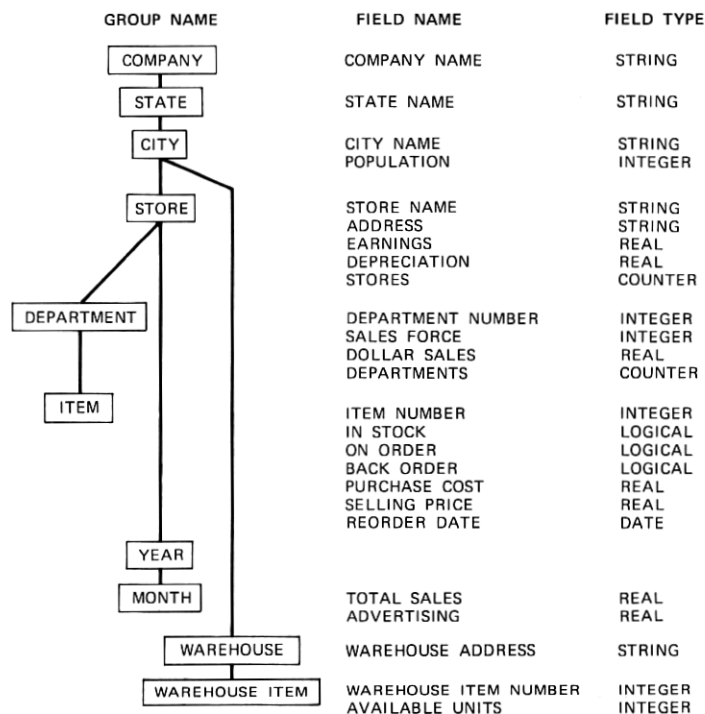 GROUP NAME FIELD NAME FIELD TYPE
COMPANY COMPANY NAME STRING
STATE STATE NAME STRING
CITY CITY NAME STRING
POPULATION INTEGER
STORE STORE NAME STRING
ADDRESS STRING
EARNINGS REAL
DEPRECIATION REAL
STORES COUNTER
DEPARTMENT DEPARTMENT NUMBER INTEGER
SALES FORCE INTEGER
DOLLAR SALES REAL
DEPARTMENTS COUNTER
ITEM ITEM NUMBER INTEGER
IN STOCK LOGICAL
ON ORDER LOGICAL
BACK ORDER LOGICAL
PURCHASE COST REAL
SELLING PRICE REAL
REORDER DATE DATE
YEAR
MONTH TOTAL SALES REAL
ADVERTISING REAL
WAREHOUSE WAREHOUSE ADDRESS STRING
WAREHOUSE ITEM WAREHOUSE ITEM NUMBER INTEGER
AVAILABLE UNITS INTEGER